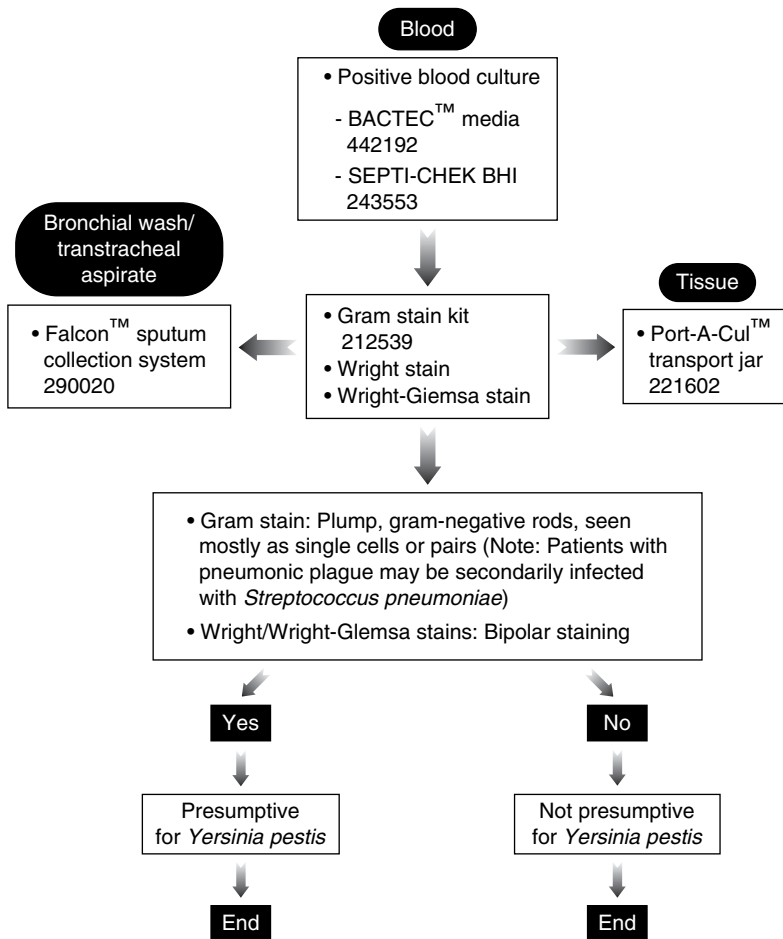 Blood
• Positive blood culture
- BACTEC™ media
442192
- SEPTI-CHEK BHI
243553
Bronchial wash/
transtracheal
aspirate
• Falcon™ sputum
collection system
290020
• Gram stain kit
212539
• Wright stain
• Wright-Giemsa stain
Tissue
• Port-A-Cul™
transport jar
221602
• Gram stain: Plump, gram-negative rods, seen
mostly as single cells or pairs (Note: Patients with
pneumonic plague may be secondarily infected
with Streptococcus pneumoniae)
• Wright/Wright-Glemsa stains: Bipolar staining
Yes
No
Presumptive
for Yersinia pestis
Not presumptive
for Yersinia pestis
End
End